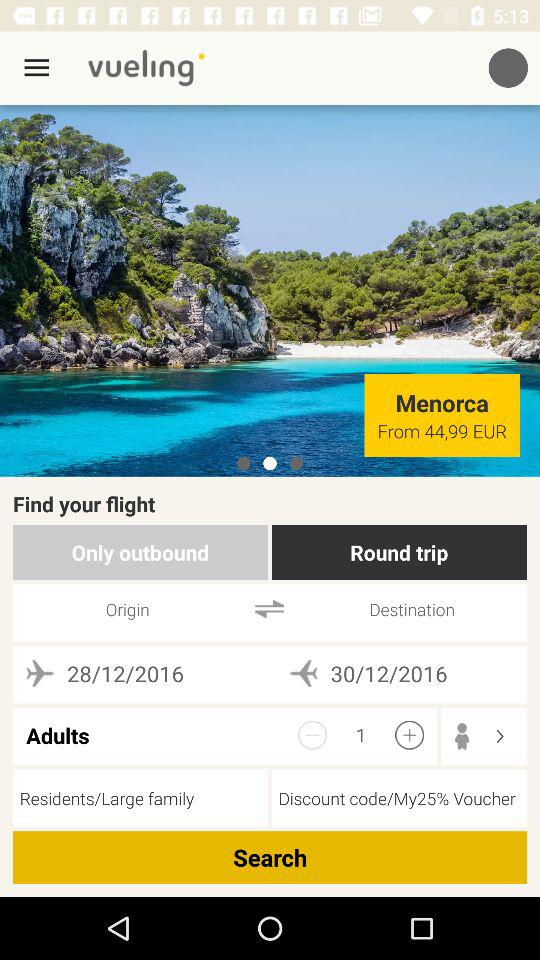 5:13
vueling
Menorca
From 44,99 EUR
Find your flight
Only outbound
Round trip
Origin
Destination
28/12/2016
30/12/2016
Adults
1
Residents/Large family
Discount code/My25% Voucher
Search